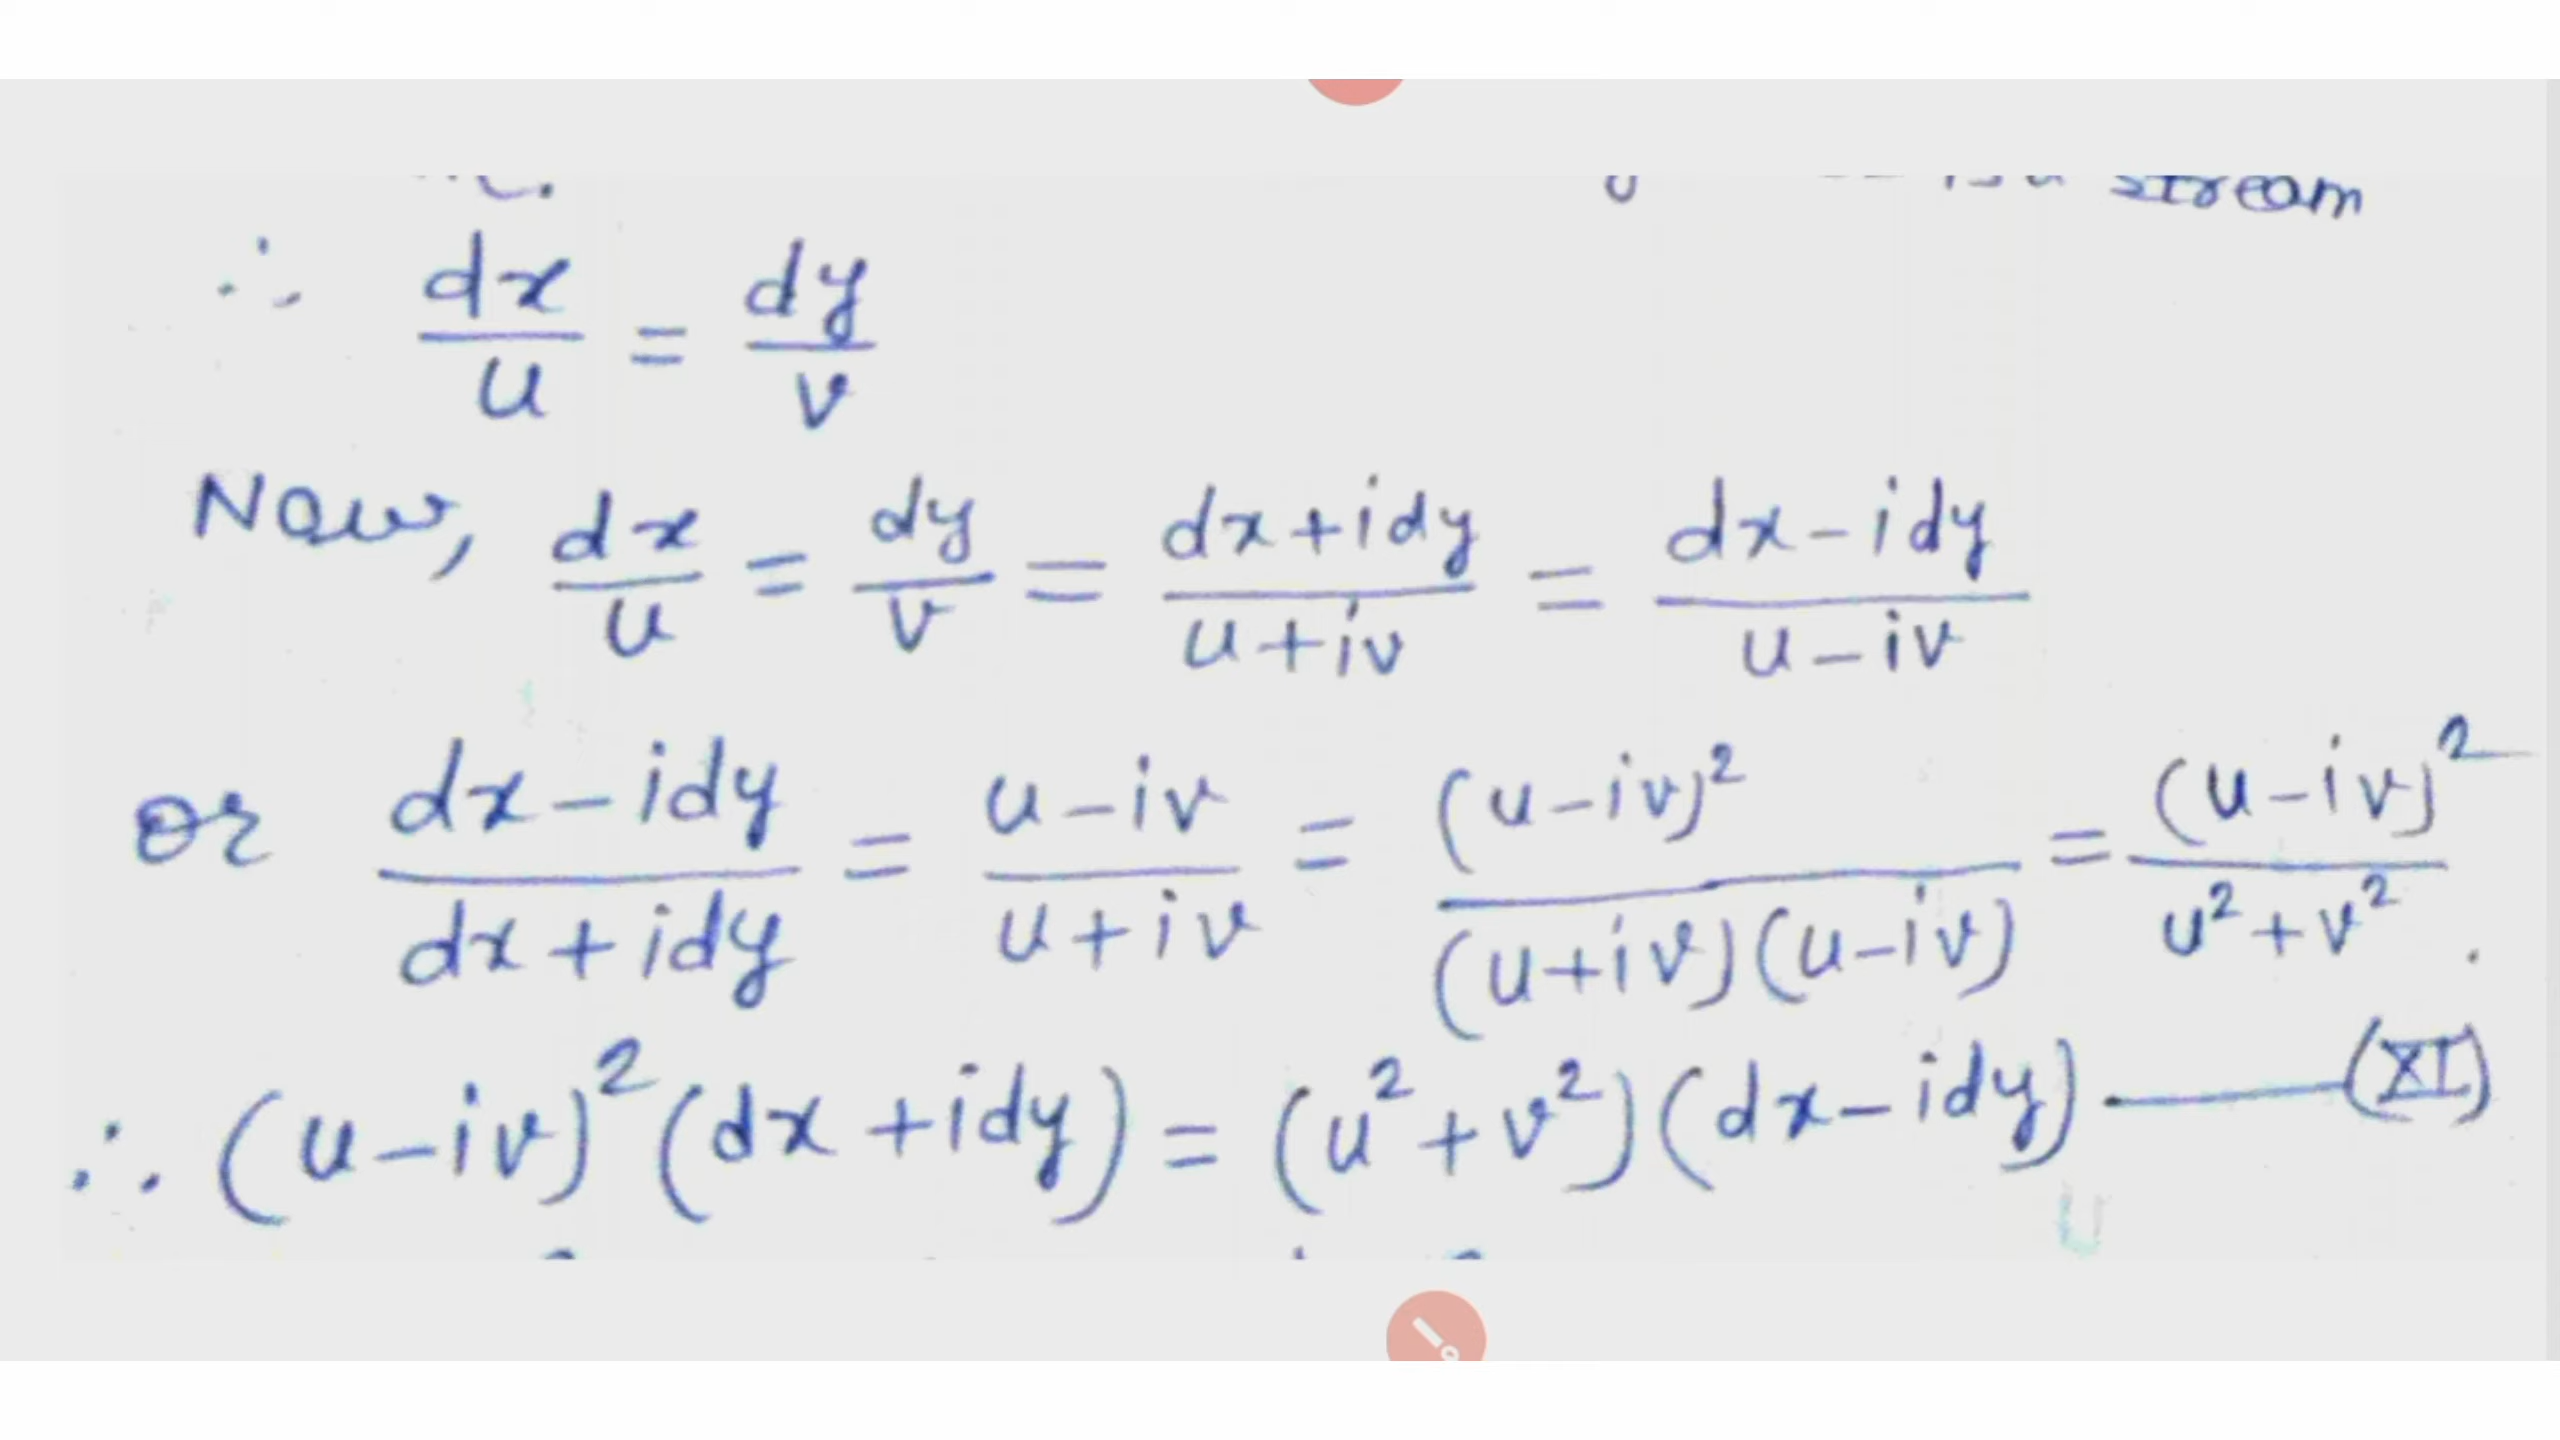 stream
∴ dx/u = dy/v
Now, dx/u = dy/v = (dx+idy)/(u+iv) = (dx-idy)/(u-iv)
or (dx-idy)/(dx+idy) = (u-iv)/(u+iv) = (u-iv)²/((u+iv)(u-iv)) = (u-iv)²/(u²+v²).
∴ (u-iv)²(dx+idy) = (u²+v²)(dx-idy) — (XI)